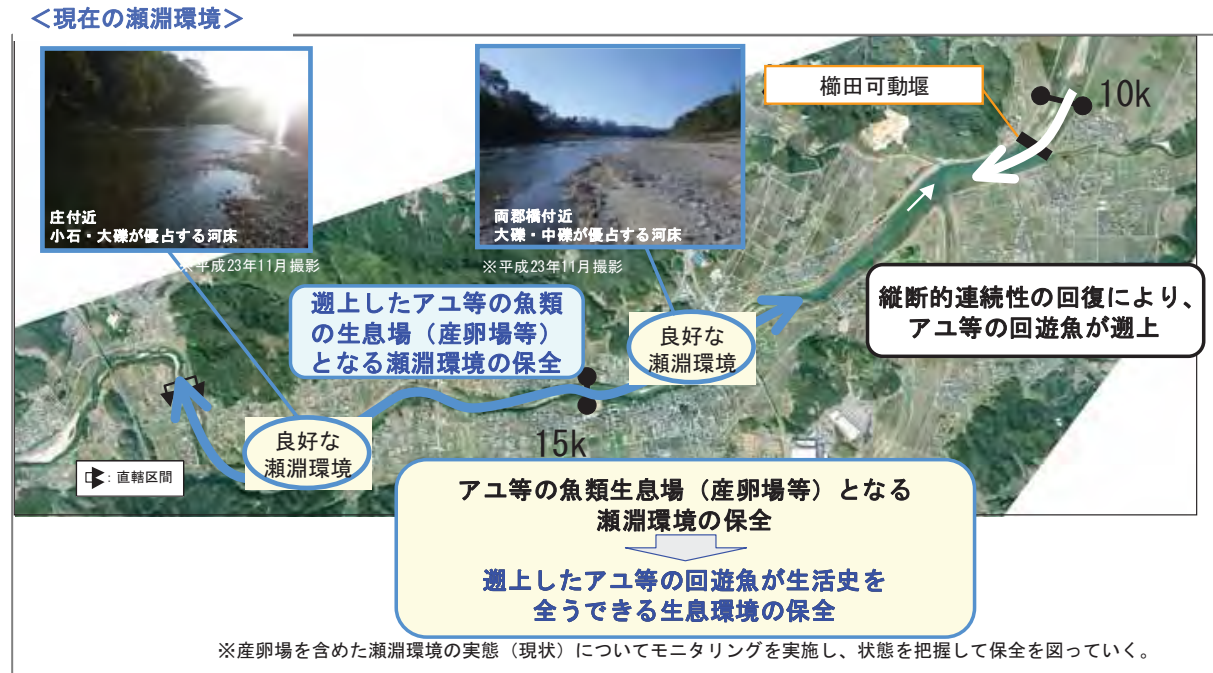 ＜現在の瀬淵環境＞
櫛田可動堰
10k
庄付近
小石・大礫が優占する河床
※平成23年11月撮影
両郡橋付近
大礫・中礫が優占する河床
※平成23年11月撮影
縦断的連続性の回復により、
アユ等の回遊魚が遡上
遡上したアユ等の魚類
の生息場（産卵場等）
となる瀬淵環境の保全
良好な
瀬淵環境
15k
良好な
瀬淵環境
：直轄区間
アユ等の魚類生息場（産卵場等）となる
瀬淵環境の保全
遡上したアユ等の回遊魚が生活史を
全うできる生息環境の保全
※産卵場を含めた瀬淵環境の実態（現状）についてモニタリングを実施し、状態を把握して保全を図っていく。